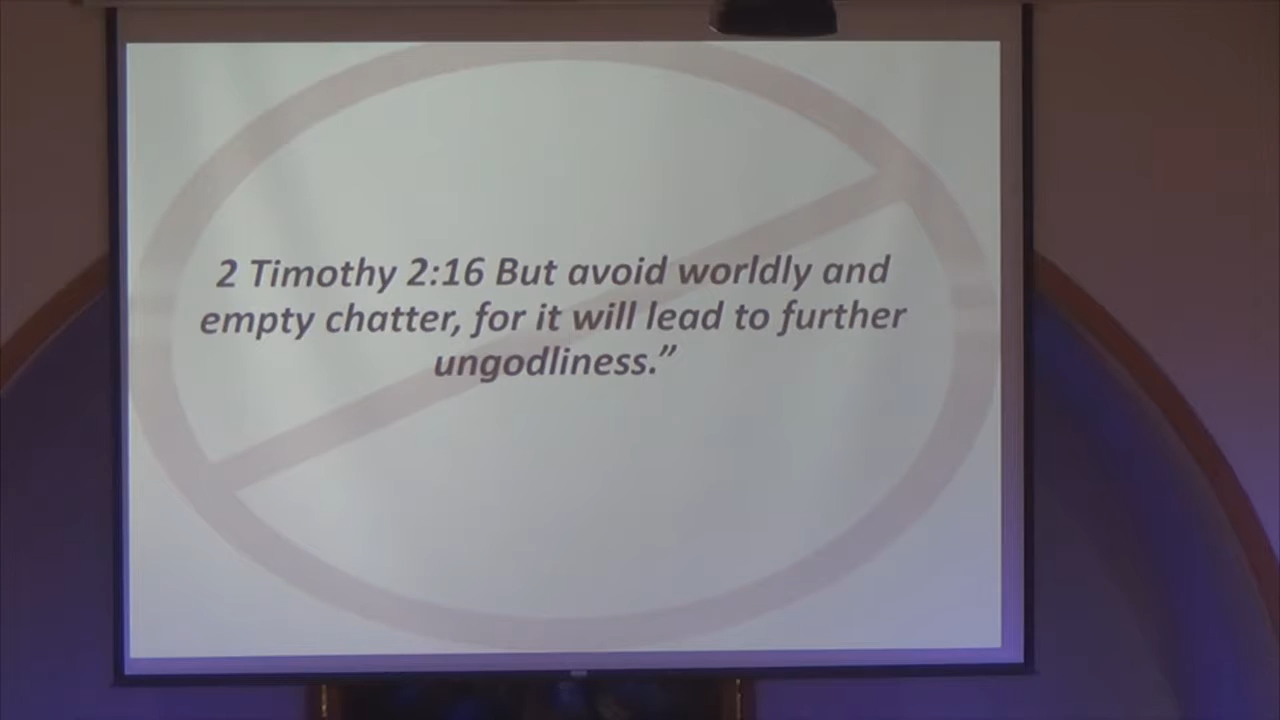 2 Timothy 2:16 But avoid worldly and
empty chatter, for it will lead to further
ungodliness.”